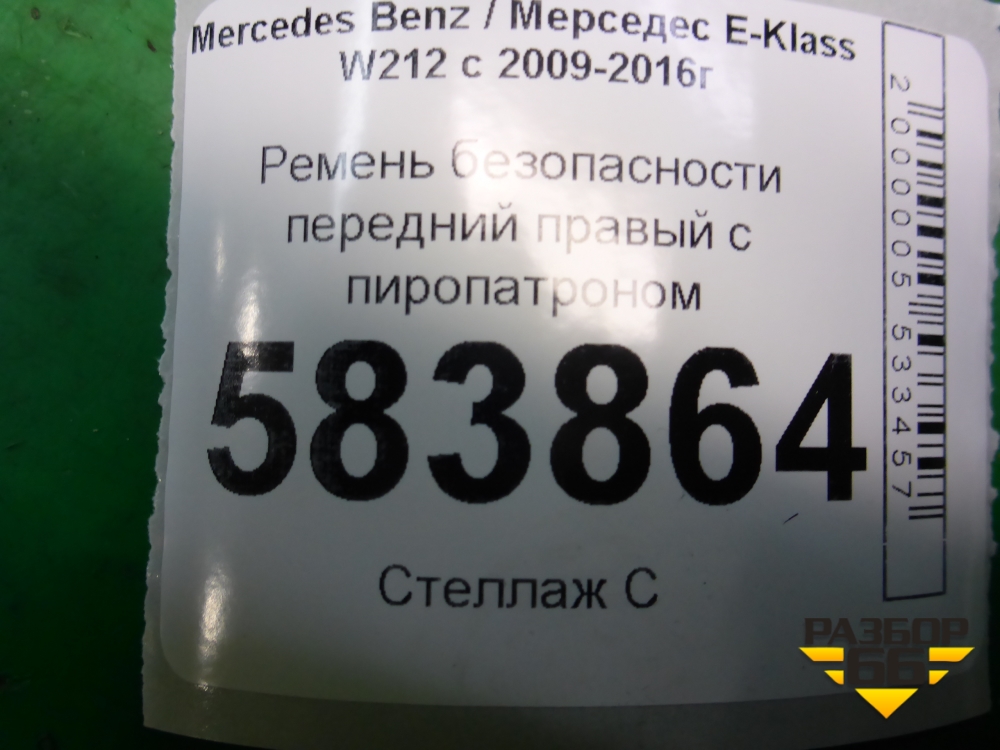 Mercedes Benz / Мерседес E-Klass
W212 с 2009-2016г
Ремень безопасности
передний правый с
пиропатроном
583864
Стеллаж С
2000005533457
РАЗБОР
66